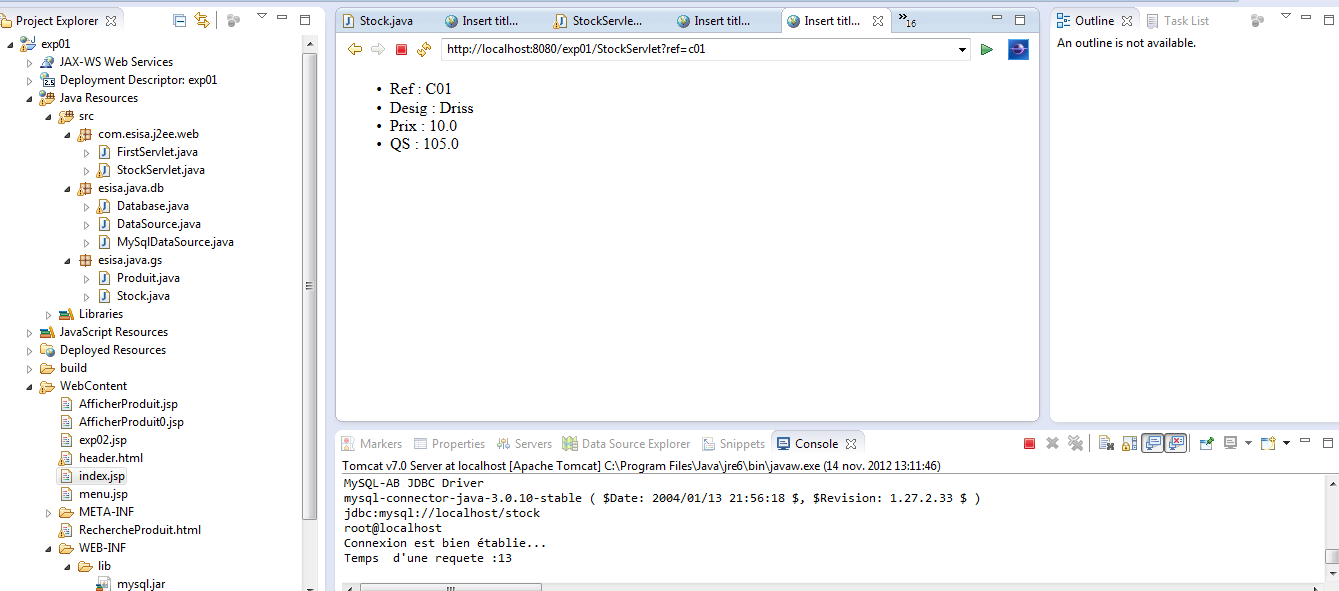 Project Explorer
exp01
JAX-WS Web Services
Deployment Descriptor: exp01
Java Resources
src
com.esisa.j2ee.web
FirstServlet.java
StockServlet.java
esisa.java.db
Database.java
DataSource.java
MySqlDataSource.java
esisa.java.gs
Produit.java
Stock.java
Libraries
JavaScript Resources
Deployed Resources
build
WebContent
AfficherProduit.jsp
AfficherProduit0.jsp
exp02.jsp
header.html
index.jsp
menu.jsp
META-INF
RechercheProduit.html
WEB-INF
lib
mysql.jar
Stock.java Insert titl... StockServle... Insert titl... Insert titl... »16
http://localhost:8080/exp01/StockServlet?ref=c01
• Ref : C01
• Desig : Driss
• Prix : 10.0
• QS : 105.0
Outline Task List
An outline is not available.
Markers Properties Servers Data Source Explorer Snippets Console
Tomcat v7.0 Server at localhost [Apache Tomcat] C:\Program Files\Java\jre6\bin\javaw.exe (14 nov. 2012 13:11:46)
MySQL-AB JDBC Driver
mysql-connector-java-3.0.10-stable ( $Date: 2004/01/13 21:56:18 $, $Revision: 1.27.2.33 $ )
jdbc:mysql://localhost/stock
root@localhost
Connexion est bien établie...
Temps  d'une requete :13